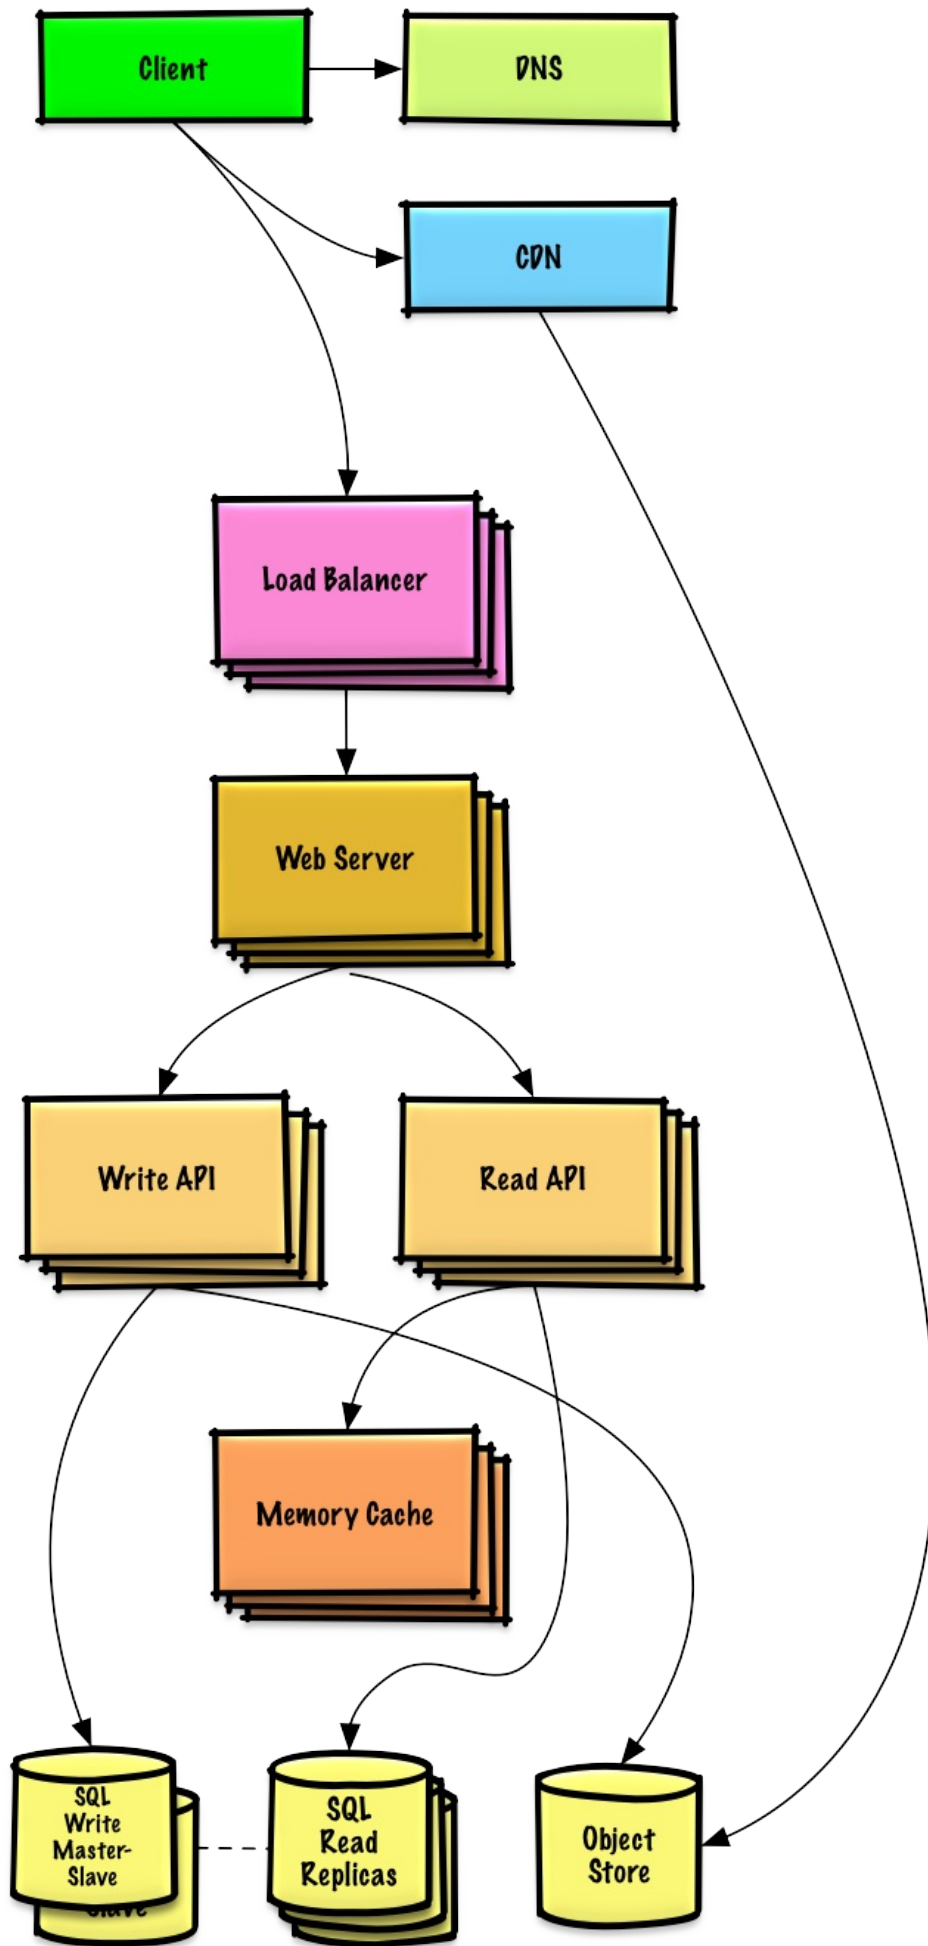 Client
DNS
CDN
Load Balancer
Web Server
Write API
Read API
Memory Cache
SQL
Write
Master-
Slave
Slave
SQL
Read
Replicas
Object
Store